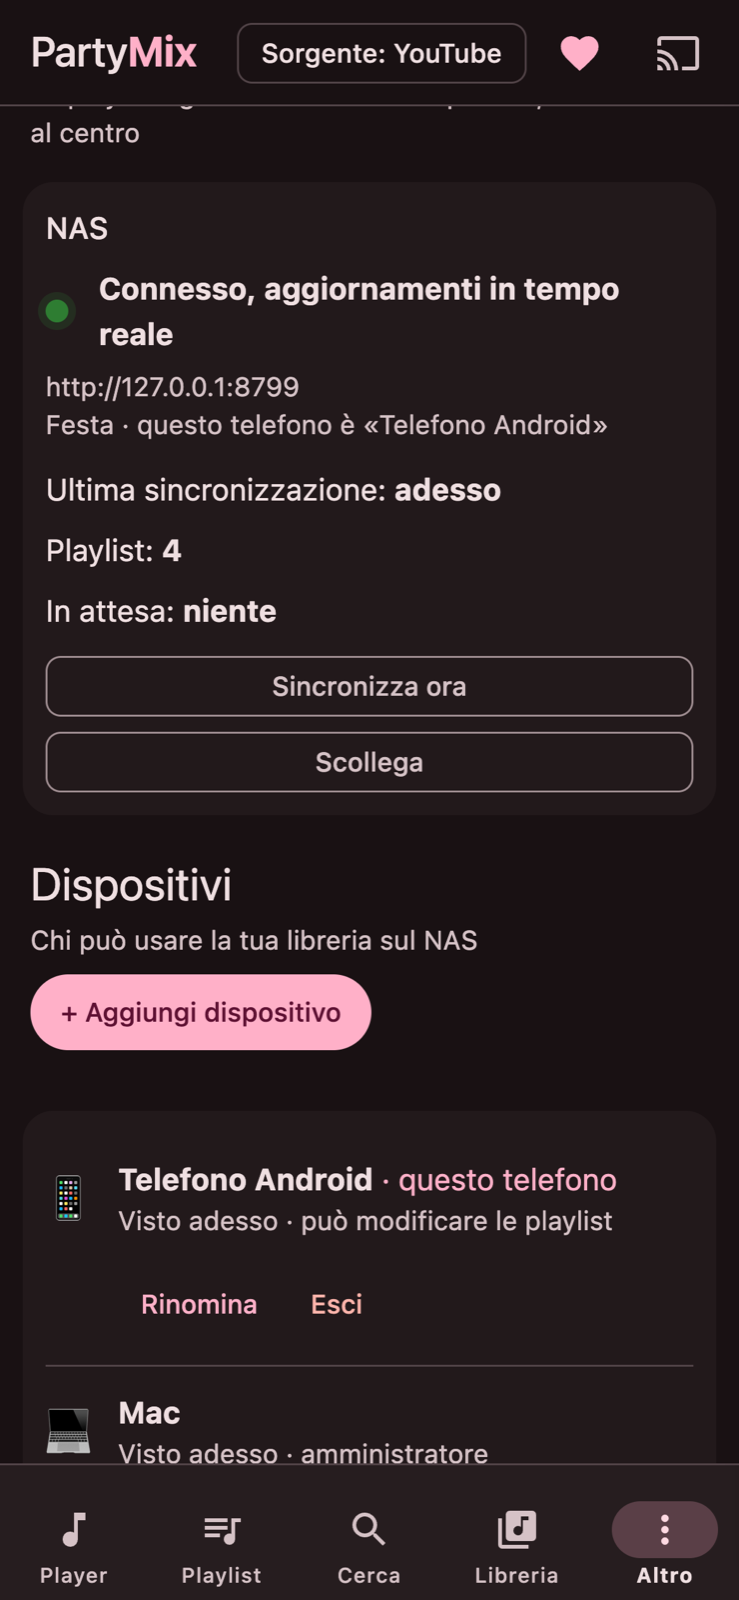 PartyMix
Sorgente: YouTube
al centro
NAS
Connesso, aggiornamenti in tempo
reale
http://127.0.0.1:8799
Festa · questo telefono è «Telefono Android»
Ultima sincronizzazione: adesso
Playlist: 4
In attesa: niente
Sincronizza ora
Scollega
Dispositivi
Chi può usare la tua libreria sul NAS
+ Aggiungi dispositivo
Telefono Android · questo telefono
Visto adesso · può modificare le playlist
Rinomina
Esci
Mac
Visto adesso · amministratore
Player
Playlist
Cerca
Libreria
Altro